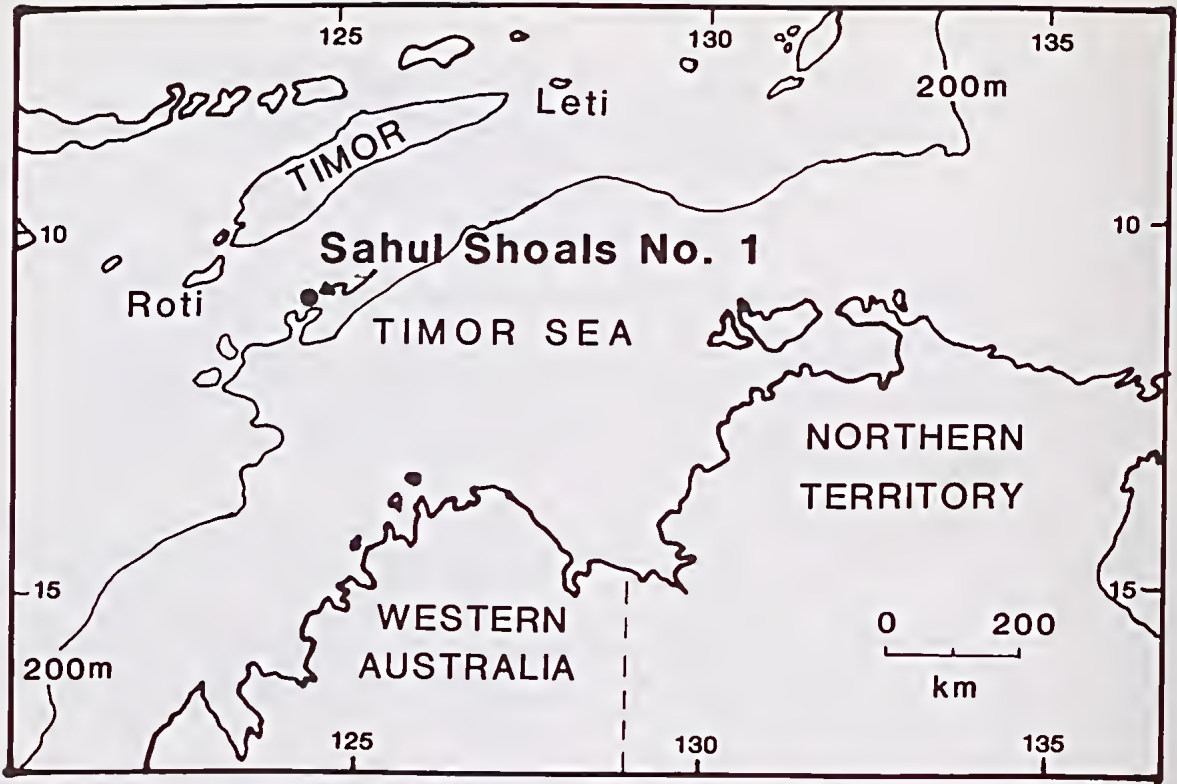 125
130
135
200m
Leti
TIMOR
10
10
Sahul Shoals No. 1
Roti
TIMOR SEA
NORTHERN
TERRITORY
15
15
WESTERN
AUSTRALIA
0 200
km
200m
125
130
135